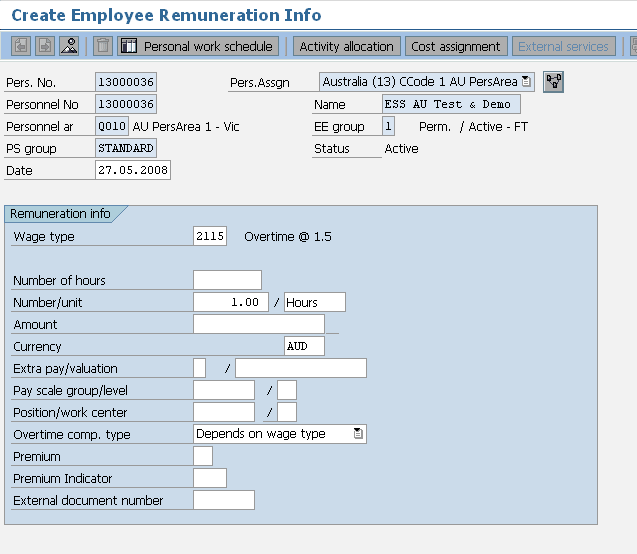 Create Employee Remuneration Info
Personal work schedule Activity allocation Cost assignment External services
Pers. No. 13000036 Pers.Assgn Australia (13) CCode 1 AU PersArea
Personnel No 13000036 Name ESS AU Test & Demo
Personnel ar Q010 AU PersArea 1 - Vic EE group 1 Perm. / Active - FT
PS group STANDARD Status Active
Date 27.05.2008
Remuneration info
Wage type 2115 Overtime @ 1.5
Number of hours
Number/unit 1.00 / Hours
Amount
Currency AUD
Extra pay/valuation /
Pay scale group/level /
Position/work center /
Overtime comp. type Depends on wage type
Premium
Premium Indicator
External document number